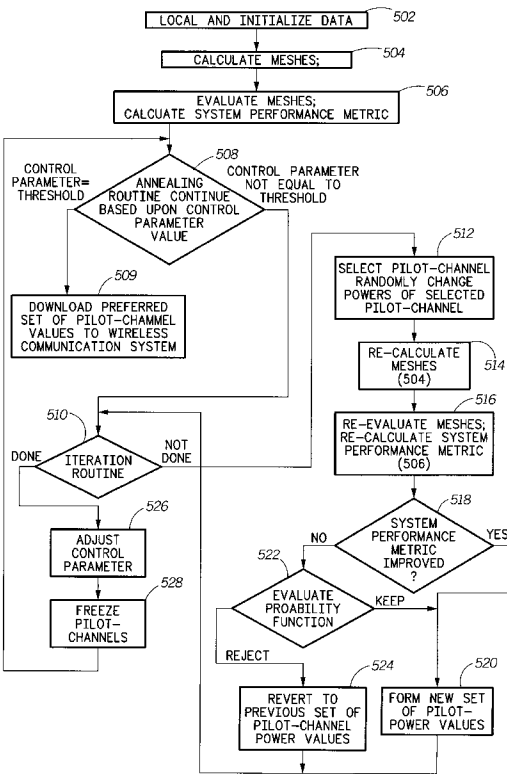 LOCAL AND INITIALIZE DATA
502
CALCULATE MESHES;
504
EVALUATE MESHES;
CALCUATE SYSTEM PERFORMANCE METRIC
506
508
ANNEALING
ROUTINE CONTINUE
BASED UPON CONTROL
PARAMETER
VALUE
CONTROL
PARAMETER=
THRESHOLD
CONTROL PARAMETER
NOT EQUAL TO
THRESHOLD
509
DOWNLOAD PREFERRED
SET OF PILOT-CHAMMEL
VALUES TO WIRELESS
COMMUNICATION SYSTEM
512
SELECT PILOT-CHANNEL
RANDOMLY CHANGE
POWERS OF SELECTED
PILOT-CHANNEL
RE-CALCULATE
MESHES
(504)
514
516
RE-EVALUATE MESHES;
RE-CALCULATE SYSTEM
PERFORMANCE METRIC
(506)
510
DONE
ITERATION
ROUTINE
NOT
DONE
518
SYSTEM
PERFORMANCE
METRIC
IMPROVED
?
NO
YES
526
ADJUST
CONTROL
PARAMETER
528
FREEZE
PILOT-
CHANNELS
522
EVALUATE
PROABILITY
FUNCTION
KEEP
REJECT
524
REVERT TO
PREVIOUS SET OF
PILOT-CHANNEL
POWER VALUES
520
FORM NEW SET
OF PILOT-
POWER VALUES